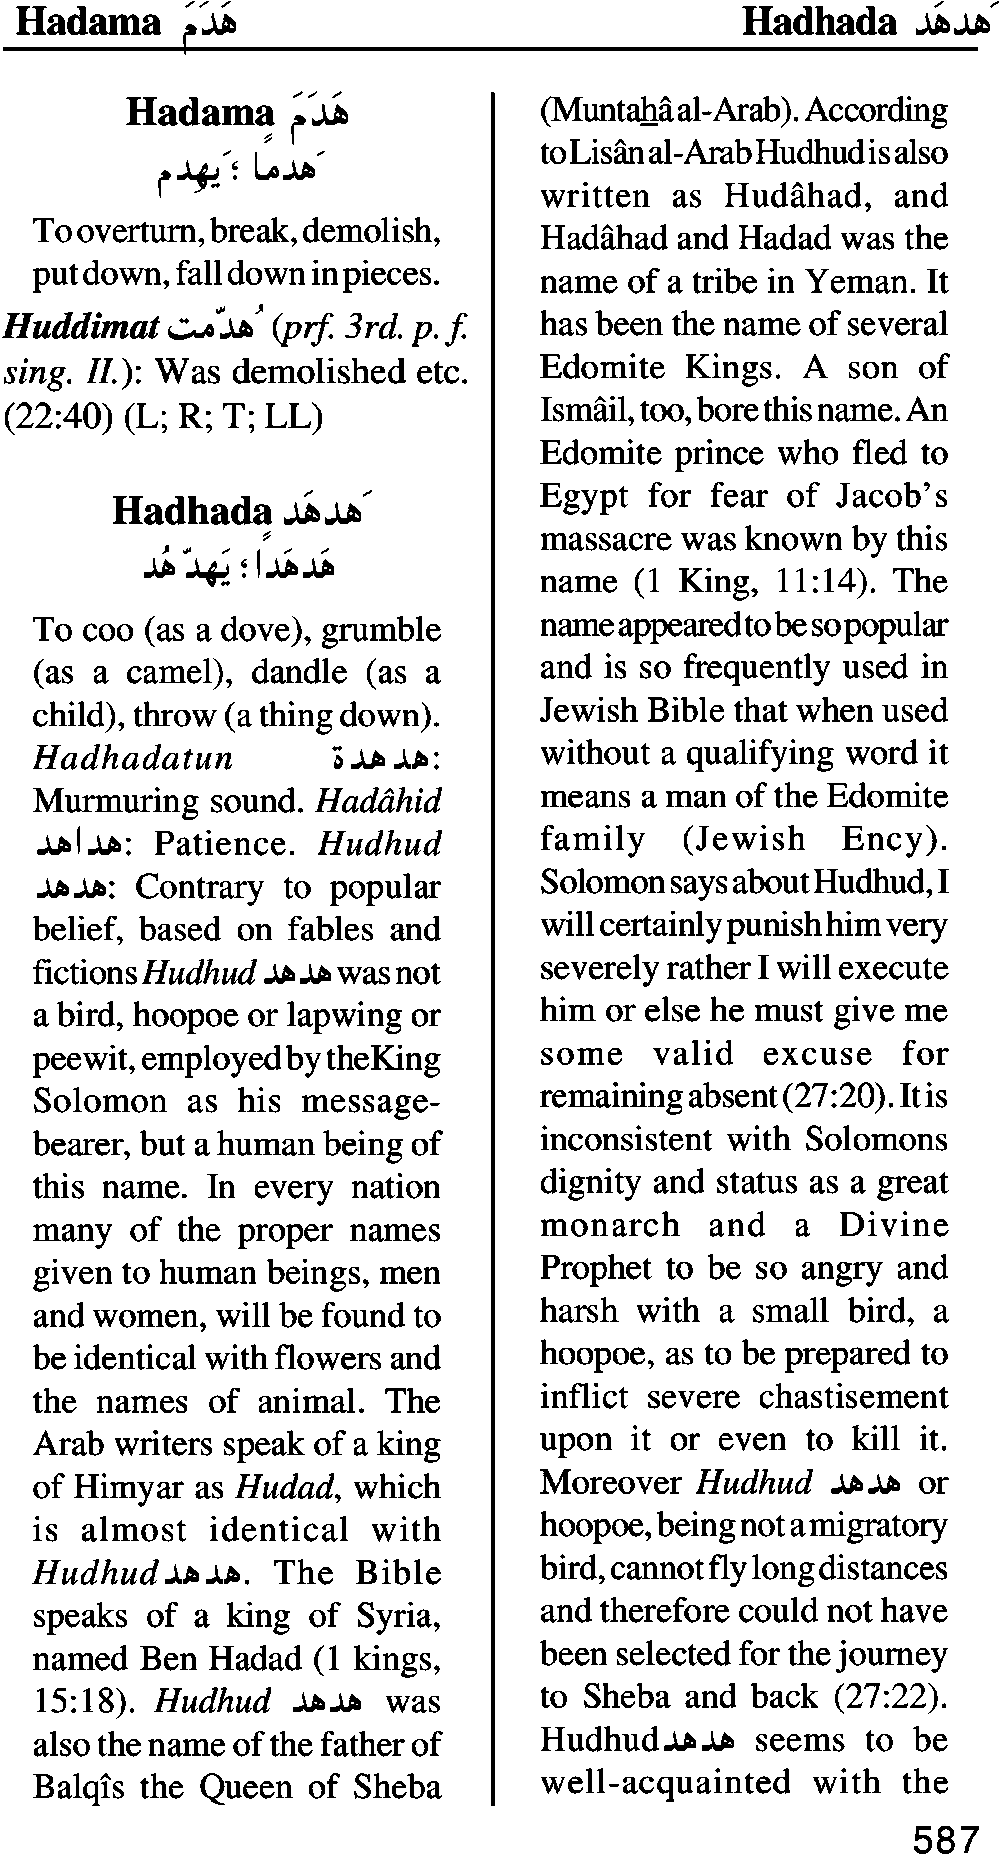 Hadama هَدَمَ
Hadhada هَدهَدَ
Hadama هَدَمَ
هَدماً ؛ يَهدِم
To overturn, break, demolish,
put down, fall down in pieces.
Huddimat هُدّمَت (prf. 3rd. p. f.
sing. II.): Was demolished etc.
(22:40) (L; R; T; LL)
Hadhada هَدهَدَ
هَدهَداً ؛ يَهدّهُد
To coo (as a dove), grumble
(as a camel), dandle (as a
child), throw (a thing down).
Hadhadatun هدهدة:
Murmuring sound. Hadâhid
هداهد: Patience. Hudhud
هدهد: Contrary to popular
belief, based on fables and
fictions Hudhud هدهد was not
a bird, hoopoe or lapwing or
peewit, employed by the King
Solomon as his message-
bearer, but a human being of
this name. In every nation
many of the proper names
given to human beings, men
and women, will be found to
be identical with flowers and
the names of animal. The
Arab writers speak of a king
of Himyar as Hudad, which
is almost identical with
Hudhud هدهد. The Bible
speaks of a king of Syria,
named Ben Hadad (1 kings,
15:18). Hudhud هدهد was
also the name of the father of
Balqîs the Queen of Sheba
(Muntahâ al-Arab). According
to Lisân al-Arab Hudhud is also
written as Hudâhad, and
Hadâhad and Hadad was the
name of a tribe in Yeman. It
has been the name of several
Edomite Kings. A son of
Ismâil, too, bore this name. An
Edomite prince who fled to
Egypt for fear of Jacob's
massacre was known by this
name (1 King, 11:14). The
name appeared to be so popular
and is so frequently used in
Jewish Bible that when used
without a qualifying word it
means a man of the Edomite
family (Jewish Ency).
Solomon says about Hudhud, I
will certainly punish him very
severely rather I will execute
him or else he must give me
some valid excuse for
remaining absent (27:20). It is
inconsistent with Solomons
dignity and status as a great
monarch and a Divine
Prophet to be so angry and
harsh with a small bird, a
hoopoe, as to be prepared to
inflict severe chastisement
upon it or even to kill it.
Moreover Hudhud هدهد or
hoopoe, being not a migratory
bird, cannot fly long distances
and therefore could not have
been selected for the journey
to Sheba and back (27:22).
Hudhud هدهد seems to be
well-acquainted with the
587